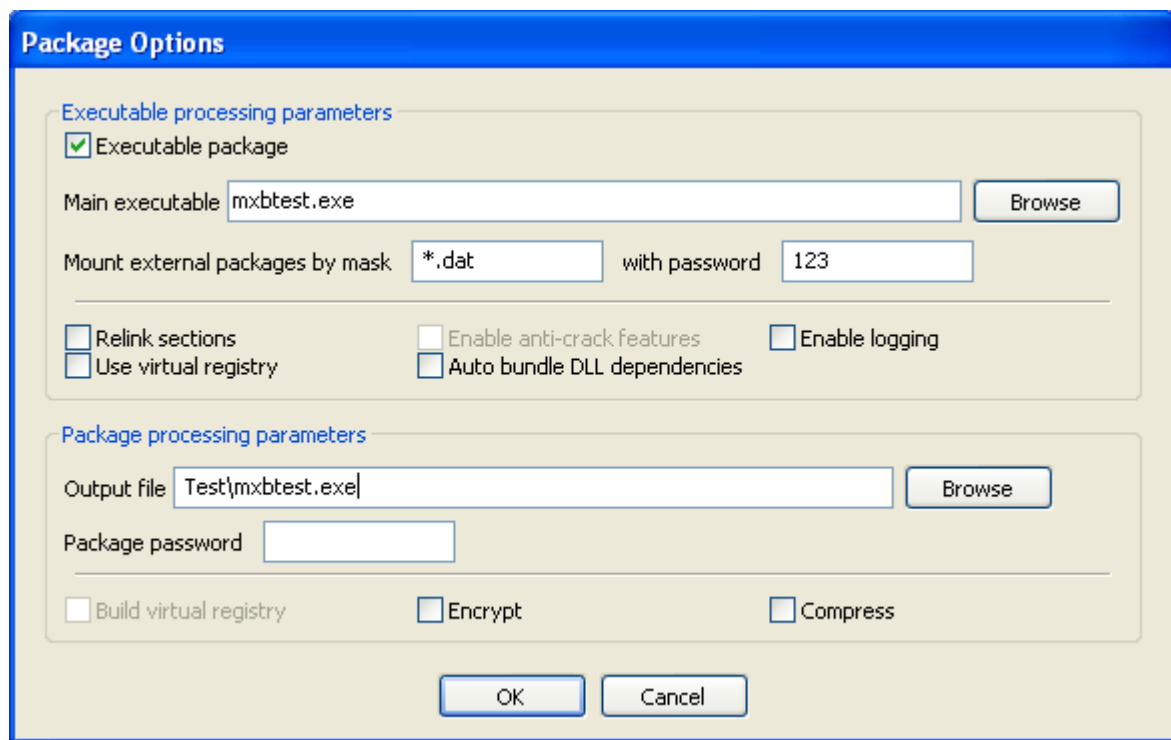 Package Options
Executable processing parameters
Executable package
Main executable mxbtest.exe Browse
Mount external packages by mask *.dat with password 123
Relink sections Enable anti-crack features Enable logging
Use virtual registry Auto bundle DLL dependencies
Package processing parameters
Output file Test\mxbtest.exe Browse
Package password
Build virtual registry Encrypt Compress
OK Cancel